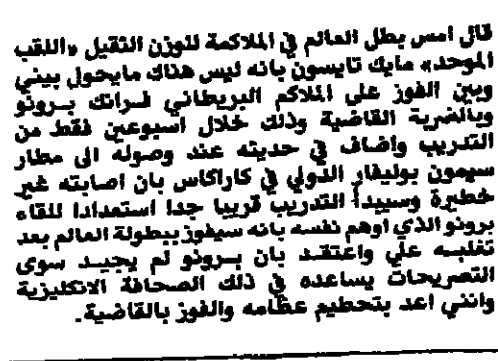 قال امس بطل العالم في الملاكمة للوزن الثقيل «اللقب
الموحد» مايك تايسون بانه ليس هناك مايحول بيني
وبين الفوز على الملاكم البريطاني فرانك برونو
وبالضربة القاضية وذلك خلال اسبوعين فقط من
التدريب واضاف في حديثه عند وصوله الى مطار
سيمون بوليفار الدولي في كاراكاس بان اصابته غير
خطيرة وسيبدأ التدريب قريبا جدا استعدادا للقاء
برونو الذي اوهم نفسه بانه سيفوز ببطولة العالم بعد
تغلبه علي واعتقد بان برونو لم يجيد سوى
التصريحات يساعده في ذلك الصحافة الانكليزية
وانني اعد بتحطيم عظامه والفوز بالقاضية.